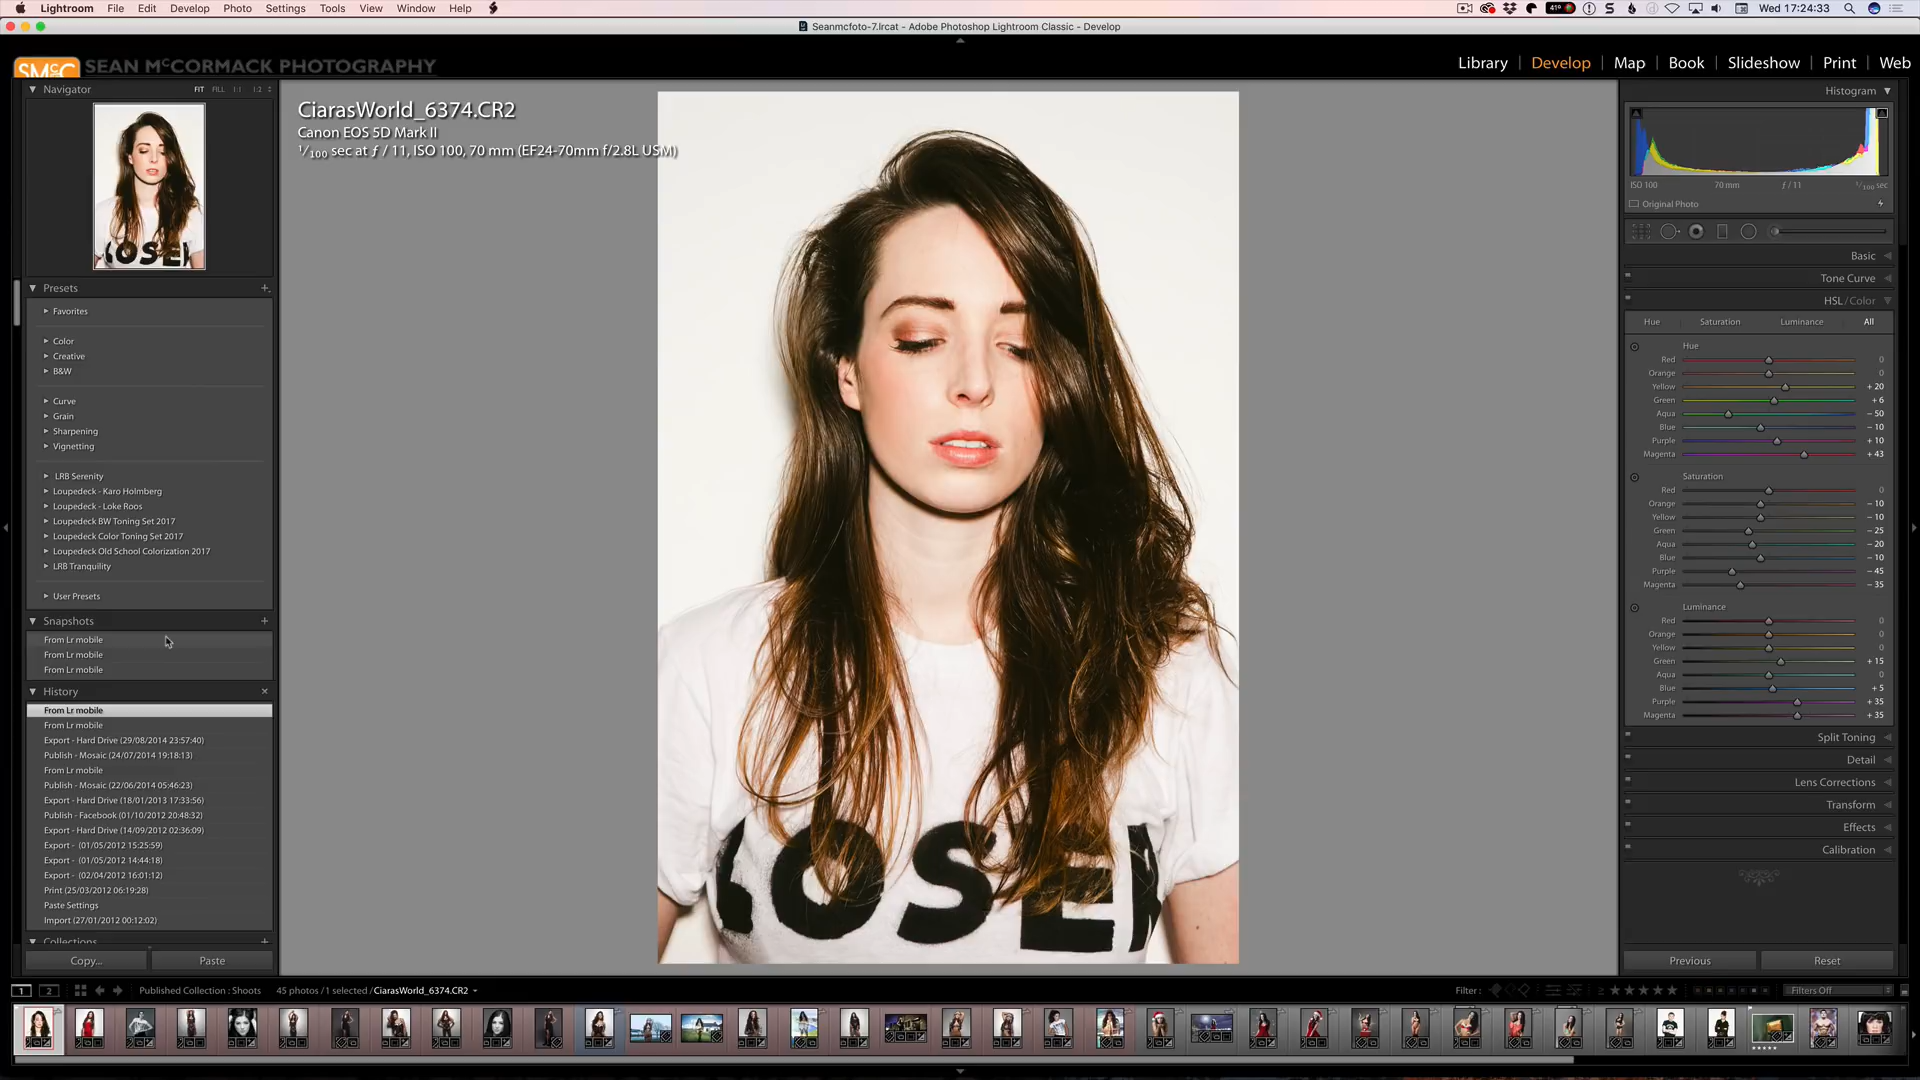 Lightroom File Edit Develop Photo Settings Tools View Window Help
41° Wed 17:24:33
Seanmcfoto-7.lrcat - Adobe Photoshop Lightroom Classic - Develop
SMcC SEAN MCCORMACK PHOTOGRAPHY
Library | Develop | Map | Book | Slideshow | Print | Web
Navigator FIT FILL 1:1 1:2
Presets +
Favorites
Color
Creative
B&W
Curve
Grain
Sharpening
Vignetting
LRB Serenity
Loupedeck - Karo Holmberg
Loupedeck - Loke Roos
Loupedeck BW Toning Set 2017
Loupedeck Color Toning Set 2017
Loupedeck Old School Colorization 2017
LRB Tranquility
User Presets
Snapshots +
From Lr mobile
From Lr mobile
From Lr mobile
History ×
From Lr mobile
From Lr mobile
Export - Hard Drive (29/08/2014 23:57:40)
Publish - Mosaic (24/07/2014 19:18:13)
From Lr mobile
Publish - Mosaic (22/06/2014 05:46:23)
Export - Hard Drive (18/01/2013 17:33:56)
Publish - Facebook (01/10/2012 20:48:32)
Export - Hard Drive (14/09/2012 02:36:09)
Export - (01/05/2012 15:25:59)
Export - (01/05/2012 14:44:18)
Export - (02/04/2012 16:01:12)
Print (25/03/2012 06:19:28)
Paste Settings
Import (27/01/2012 00:12:02)
Collections +
Copy... Paste
CiarasWorld_6374.CR2
Canon EOS 5D Mark II
1/100 sec at ƒ / 11, ISO 100, 70 mm (EF24-70mm f/2.8L USM)
LOSER
Histogram
ISO 100 70 mm ƒ / 11 1/100 sec
Original Photo
Basic
Tone Curve
HSL / Color
Hue Saturation Luminance All
Hue
Red 0
Orange 0
Yellow + 20
Green + 6
Aqua − 50
Blue − 10
Purple + 10
Magenta + 43
Saturation
Red 0
Orange − 10
Yellow − 10
Green − 25
Aqua − 20
Blue − 10
Purple − 45
Magenta − 35
Luminance
Red 0
Orange 0
Yellow 0
Green + 15
Aqua 0
Blue + 5
Purple + 35
Magenta + 35
Split Toning
Detail
Lens Corrections
Transform
Effects
Calibration
Previous Reset
1 2 Published Collection : Shoots 45 photos / 1 selected / CiarasWorld_6374.CR2
Filter : ≥ ★★★★★ Filters Off